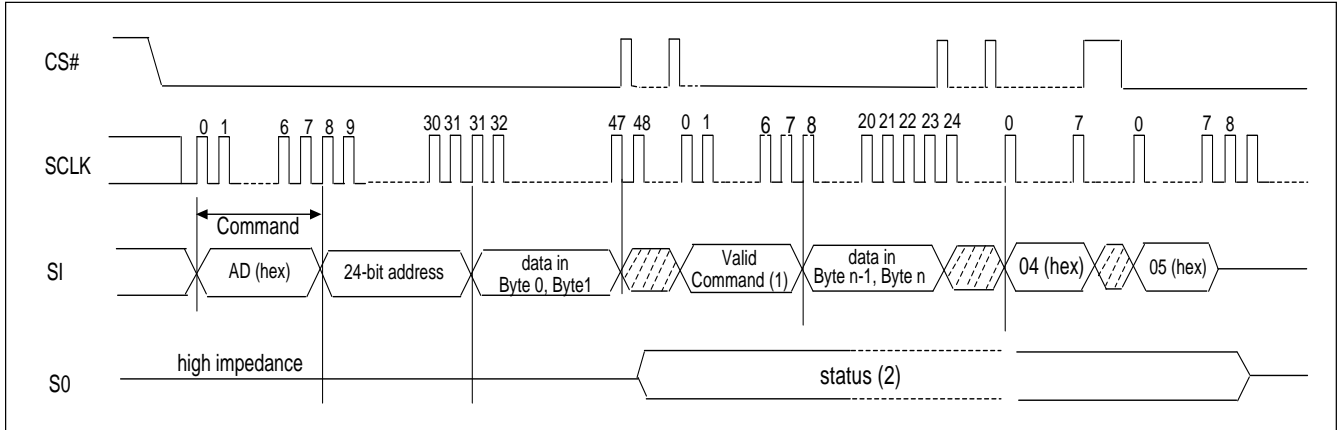 CS#
0 1 6 7 8 9 30 31 31 32 47 48 0 1 6 7 8 20 21 22 23 24 0 7 0 7 8
SCLK
Command
SI
AD (hex)
24-bit address
data in
Byte 0, Byte1
Valid
Command (1)
data in
Byte n-1, Byte n
04 (hex)
05 (hex)
high impedance
S0
status (2)